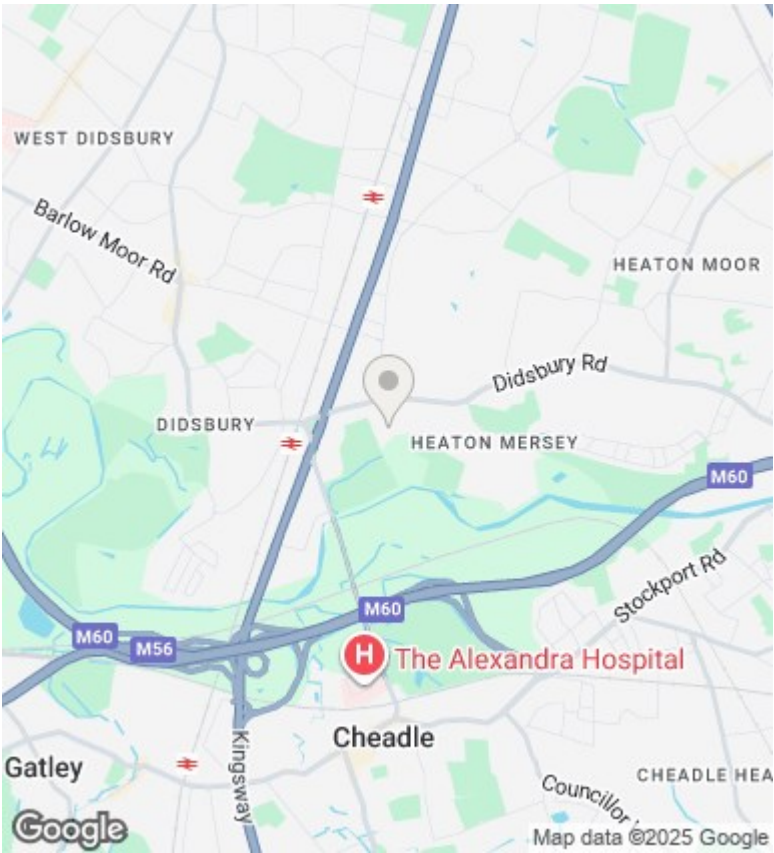 WEST DIDSBURY
Barlow Moor Rd
HEATON MOOR
Didsbury Rd
DIDSBURY
HEATON MERSEY
M60
Stockport Rd
M60
M60
M56
H
The Alexandra Hospital
Cheadle
Gatley
Kingsway
CHEADLE HEA
Councillor
Google
Map data ©2025 Google